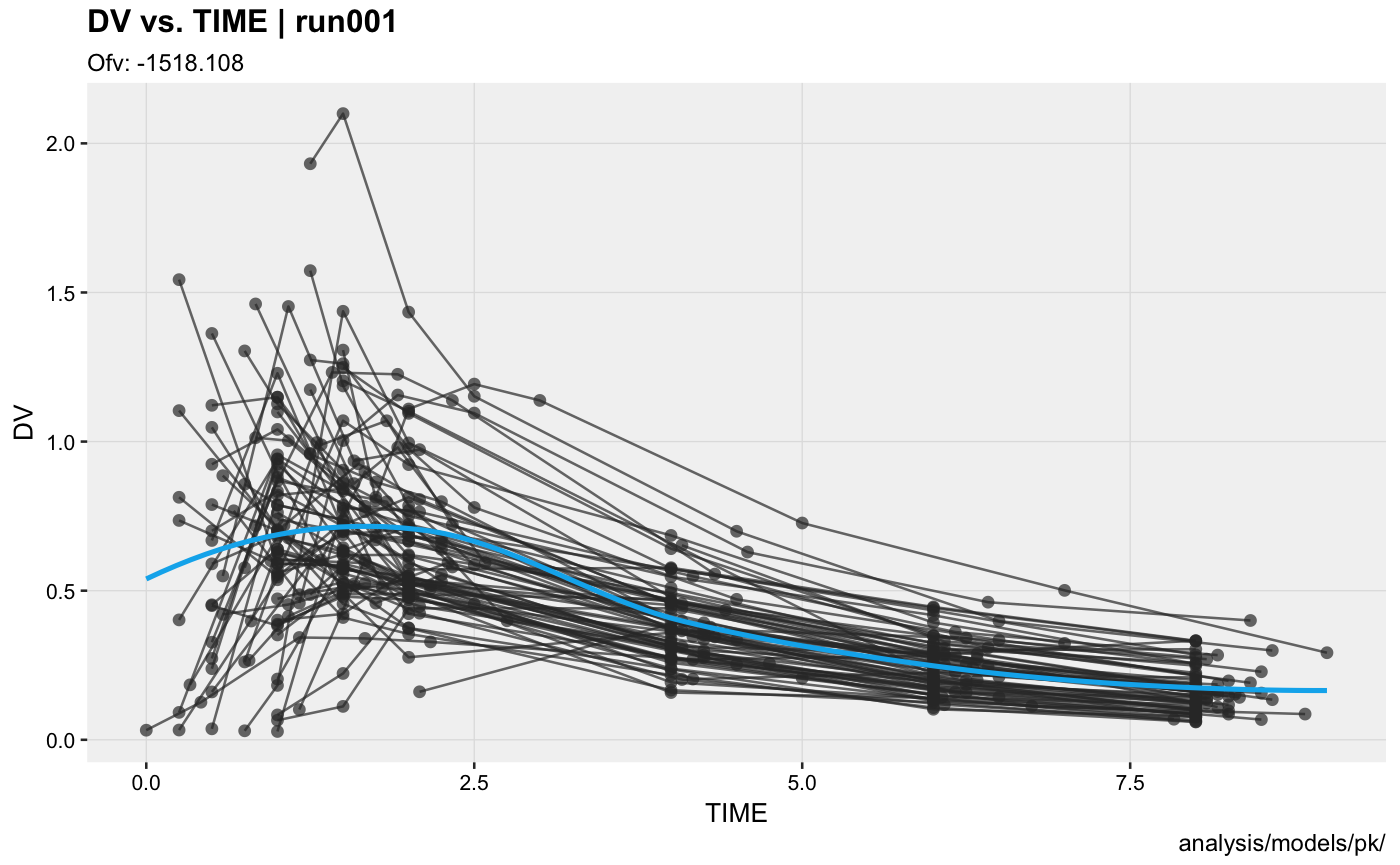 DV vs. TIME | run001
Ofv: -1518.108
DV
2.0
1.5
1.0
0.5
0.0
0.0 2.5 5.0 7.5
TIME
analysis/models/pk/